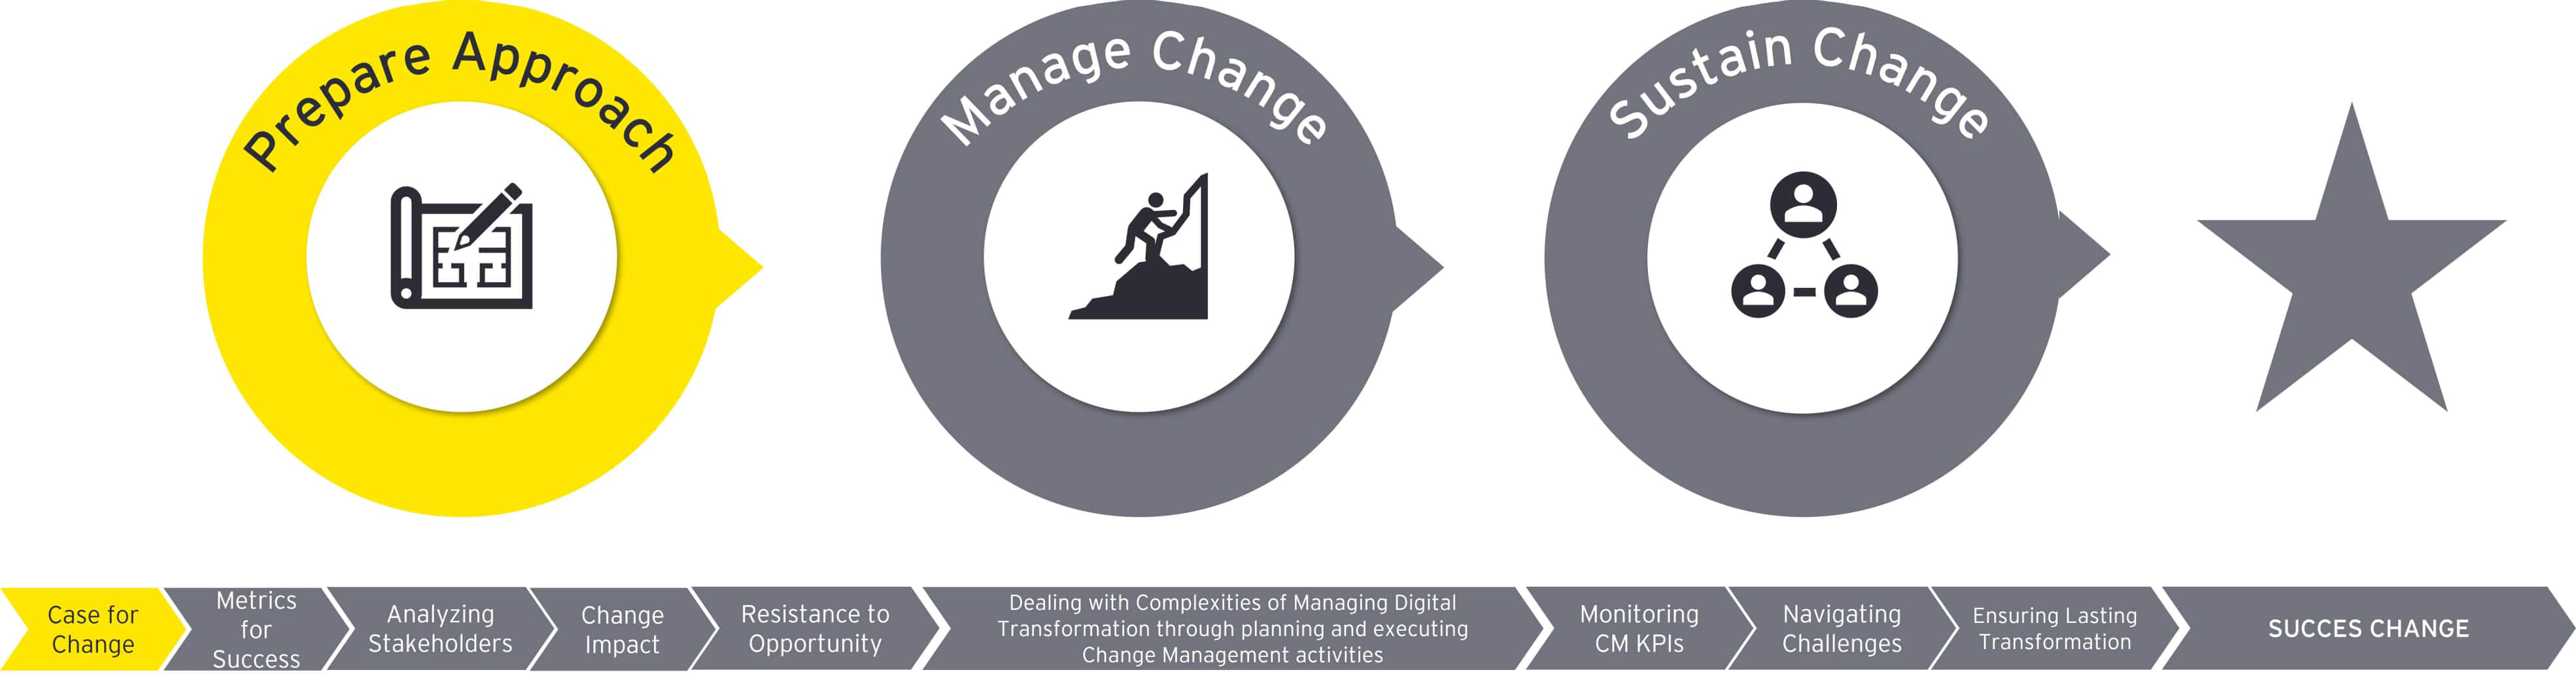 Prepare Approach
Manage Change
Sustain Change
Case for
Change
Metrics
for
Success
Analyzing
Stakeholders
Change
Impact
Resistance to
Opportunity
Dealing with Complexities of Managing Digital
Transformation through planning and executing
Change Management activities
Monitoring
CM KPIs
Navigating
Challenges
Ensuring Lasting
Transformation
SUCCES CHANGE